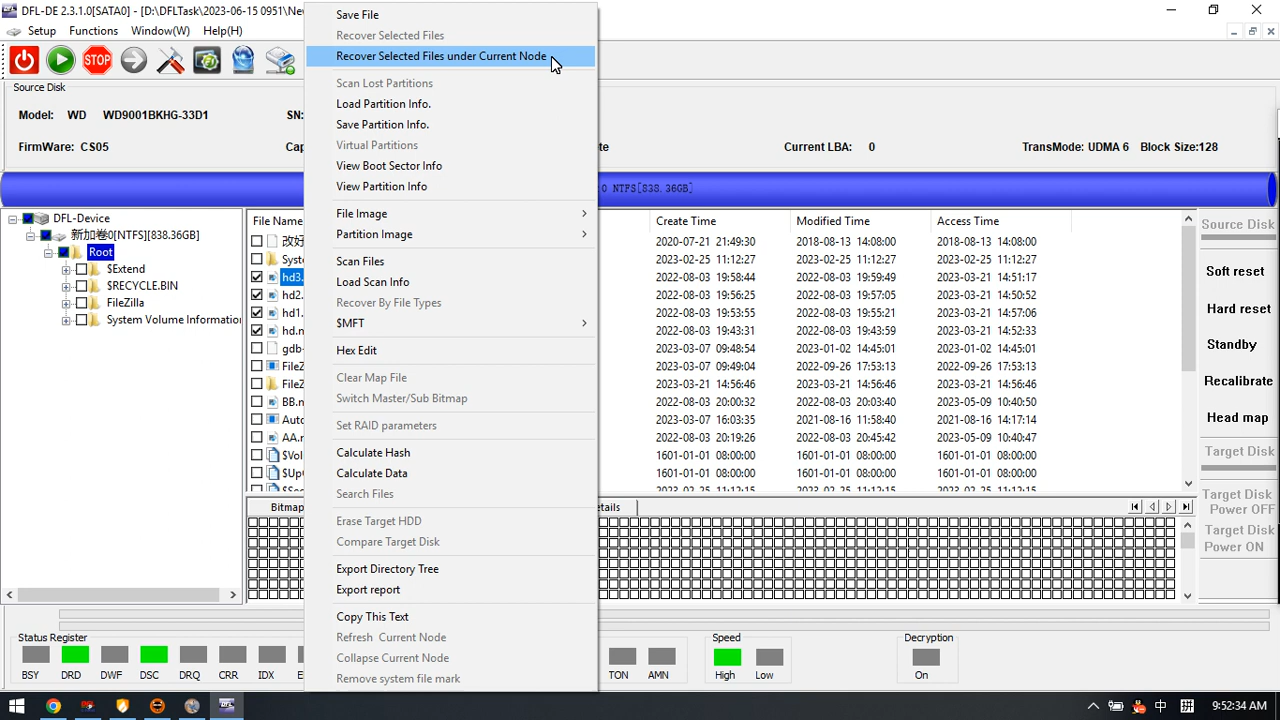 DFL-DE 2.3.1.0[SATA0] - [D:\DFLTask\2023-06-15 0951\Ne
Setup Functions Window(W) Help(H)
STOP
Source Disk
Model: WD WD9001BKHG-33D1 SN:
FirmWare: CS05 Cap
te Current LBA: 0 TransMode: UDMA 6 Block Size:128
0 NTFS[838.36GB]
DFL-Device
新加卷0[NTFS][838.36GB]
Root
$Extend
$RECYCLE.BIN
FileZilla
System Volume Informatio
File Name Create Time Modified Time Access Time
改好 2020-07-21 21:49:30 2018-08-13 14:08:00 2018-08-13 14:08:00
Syste 2023-02-25 11:12:27 2023-02-25 11:12:27 2023-02-25 11:12:27
hd3. 2022-08-03 19:58:44 2022-08-03 19:59:49 2023-03-21 14:51:17
hd2. 2022-08-03 19:56:25 2022-08-03 19:57:05 2023-03-21 14:50:52
hd1. 2022-08-03 19:53:55 2022-08-03 19:55:21 2023-03-21 14:57:06
hd.n 2022-08-03 19:43:31 2022-08-03 19:43:59 2023-03-21 14:52:33
gdb- 2023-03-07 09:48:54 2023-01-02 14:45:01 2023-01-02 14:45:01
FileZ 2023-03-07 09:49:04 2022-09-26 17:53:13 2022-09-26 17:53:13
FileZ 2023-03-21 14:56:46 2023-03-21 14:56:46 2023-03-21 14:56:46
BB.n 2022-08-03 20:00:32 2022-08-03 20:03:40 2023-05-09 10:40:50
Auto 2023-03-07 16:03:35 2021-08-16 11:58:40 2021-08-16 14:17:14
AA.r 2022-08-03 20:19:26 2022-08-03 20:45:42 2023-05-09 10:40:47
$Vol 1601-01-01 08:00:00 1601-01-01 08:00:00 1601-01-01 08:00:00
$Up 1601-01-01 08:00:00 1601-01-01 08:00:00 1601-01-01 08:00:00
$Sec 2023-02-25 11:12:15 2023-02-25 11:12:15 2023-02-25 11:12:15
Save File
Recover Selected Files
Recover Selected Files under Current Node
Scan Lost Partitions
Load Partition Info.
Save Partition Info.
Virtual Partitions
View Boot Sector Info
View Partition Info
File Image
Partition Image
Scan Files
Load Scan Info
Recover By File Types
$MFT
Hex Edit
Clear Map File
Switch Master/Sub Bitmap
Set RAID parameters
Calculate Hash
Calculate Data
Search Files
Erase Target HDD
Compare Target Disk
Export Directory Tree
Export report
Copy This Text
Refresh Current Node
Collapse Current Node
Remove system file mark
Source Disk
Soft reset
Hard reset
Standby
Recalibrate
Head map
Target Disk
Target Disk
Power OFF
Target Disk
Power ON
Bitmap etails
Status Register Speed Decryption
BSY DRD DWF DSC DRQ CRR IDX E TON AMN High Low On
中 拼 9:52:34 AM